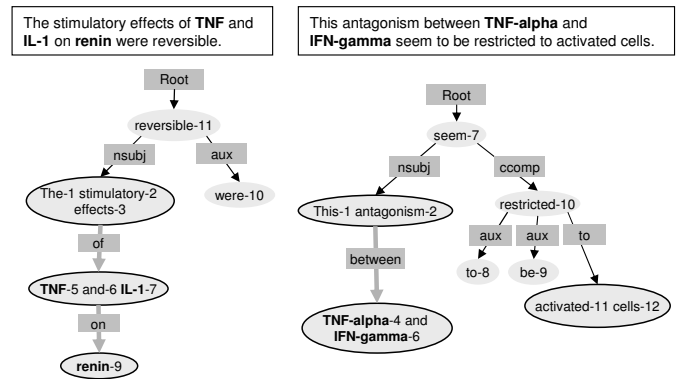 The stimulatory effects of TNF and
IL-1 on renin were reversible.
This antagonism between TNF-alpha and
IFN-gamma seem to be restricted to activated cells.
Root
reversible-11
nsubj
aux
The-1 stimulatory-2
effects-3
were-10
of
TNF-5 and-6 IL-1-7
on
renin-9
Root
seem-7
nsubj
ccomp
This-1 antagonism-2
restricted-10
aux
aux
to
between
to-8
be-9
activated-11 cells-12
TNF-alpha-4 and
IFN-gamma-6